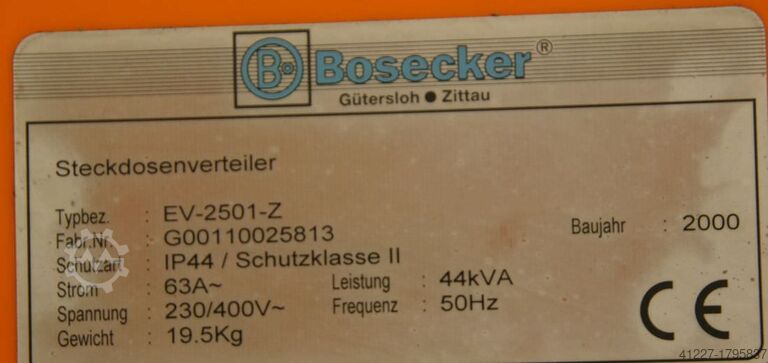 B Bosecker®
Gütersloh ● Zittau
Steckdosenverteiler
Typbez. : EV-2501-Z
Fabr.Nr. : G00110025813 Baujahr : 2000
Schutzart : IP44 / Schutzklasse II
Strom : 63A~ Leistung : 44kVA
Spannung : 230/400V~ Frequenz : 50Hz
Gewicht : 19.5Kg
CE
41227-1795837